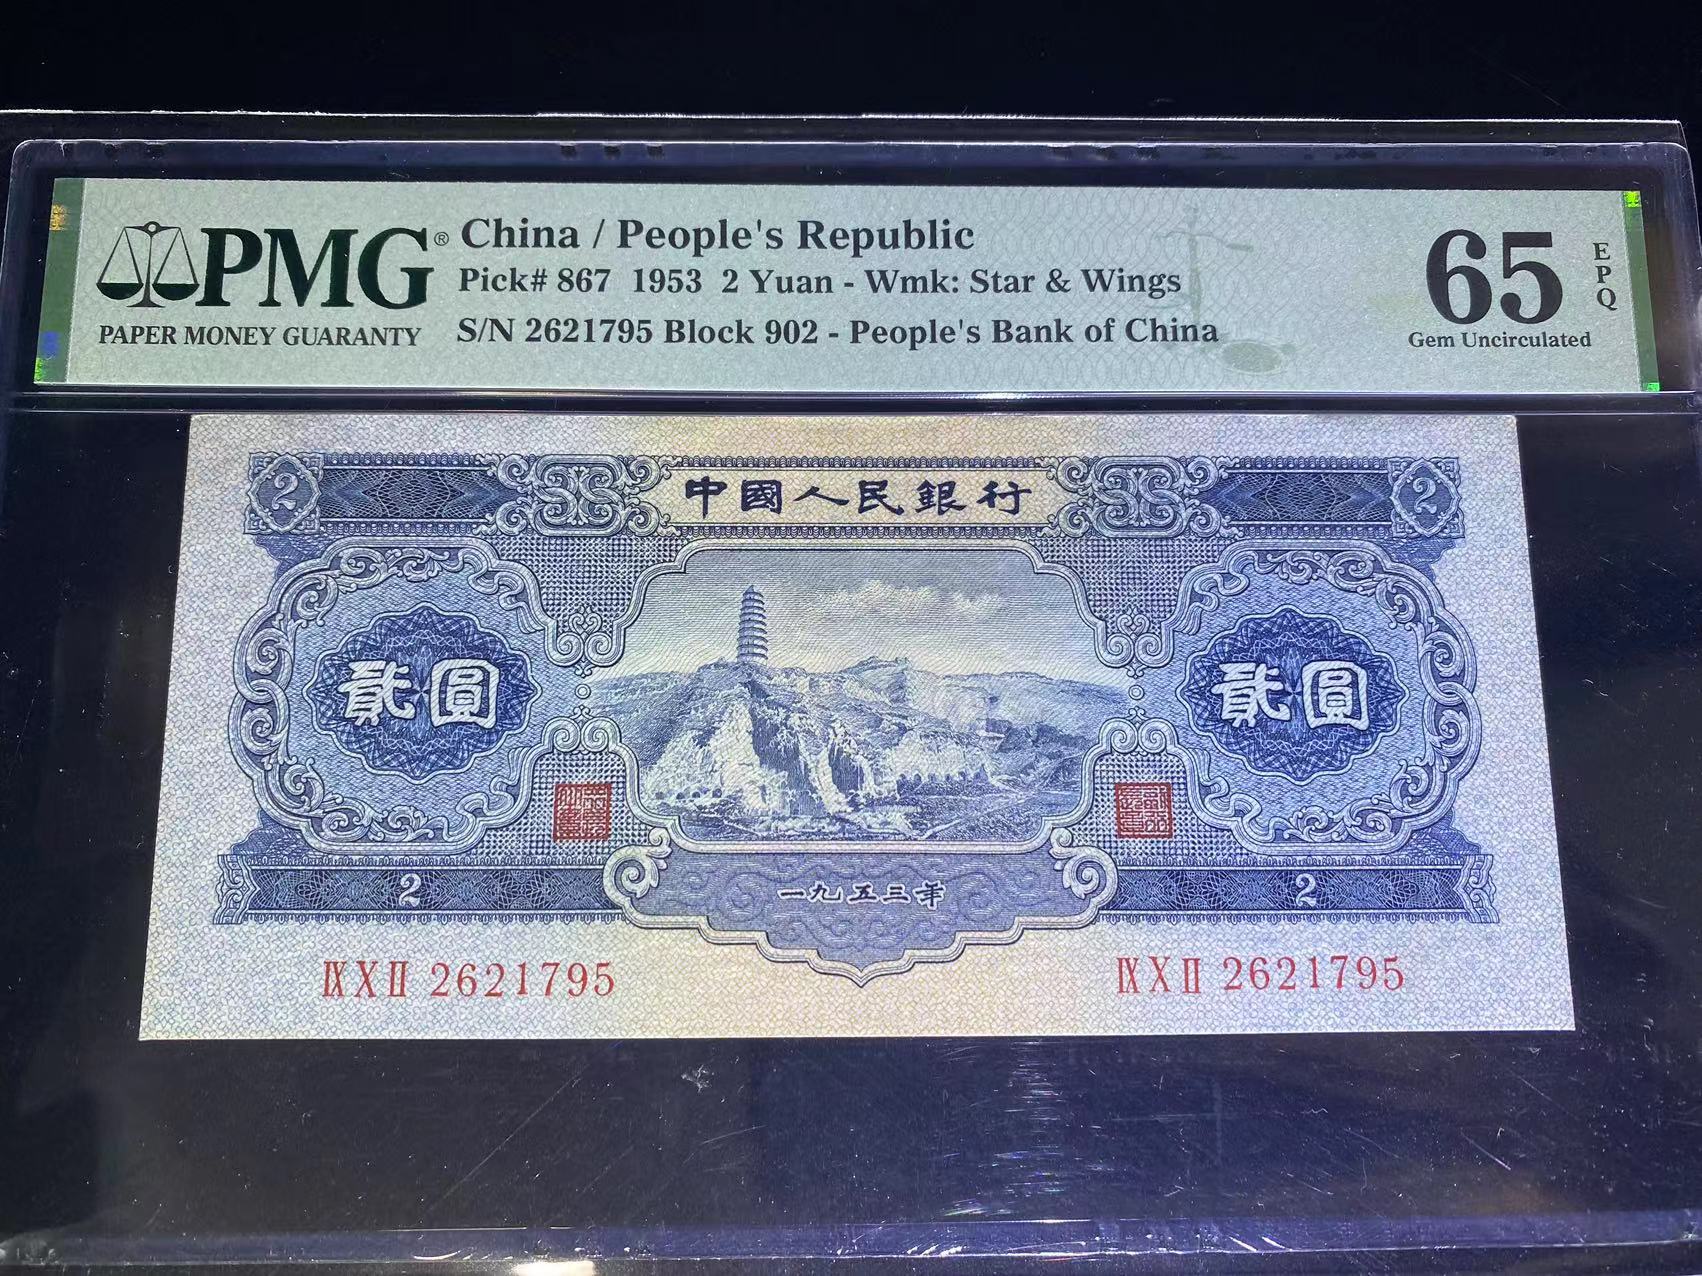 PMG®
PAPER MONEY GUARANTY
China / People's Republic
Pick# 867 1953 2 Yuan - Wmk: Star & Wings
S/N 2621795 Block 902 - People's Bank of China
65
EPQ
Gem Uncirculated
2 中國人民銀行 2
貳圓 貳圓
2 一九五三年 2
ⅨⅩⅡ 2621795 ⅨⅩⅡ 2621795